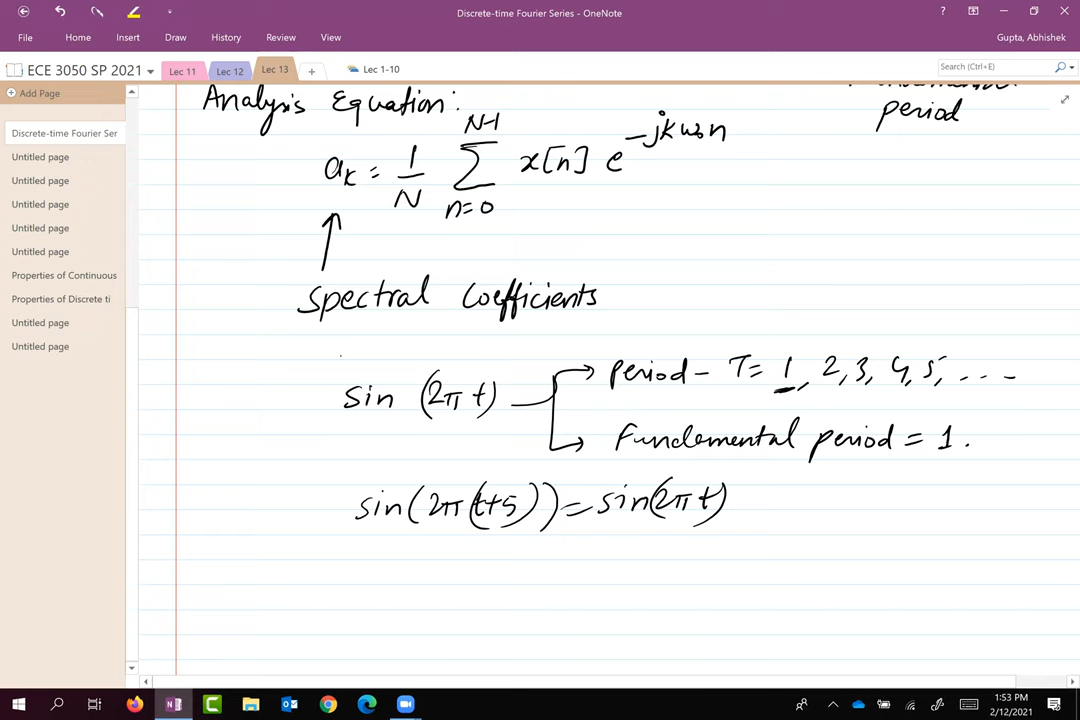 Discrete-time Fourier Series - OneNote
File Home Insert Draw History Review View
Gupta, Abhishek
ECE 3050 SP 2021
Lec 11 Lec 12 Lec 13 + Lec 1-10
Search (Ctrl+E)
Add Page
Discrete-time Fourier Ser
Untitled page
Untitled page
Untitled page
Untitled page
Untitled page
Properties of Continuous
Properties of Discrete ti
Untitled page
Untitled page
period
Analysis Equation:
a_k = 1/N ∑_{n=0}^{N-1} x[n] e^{-jkω₀n}
Spectral Coefficients
sin (2π t) → Period - T = 1, 2, 3, 4, 5, ...
→ Fundamental period = 1.
sin(2π(t+5)) = sin(2π t)
1:53 PM
2/12/2021